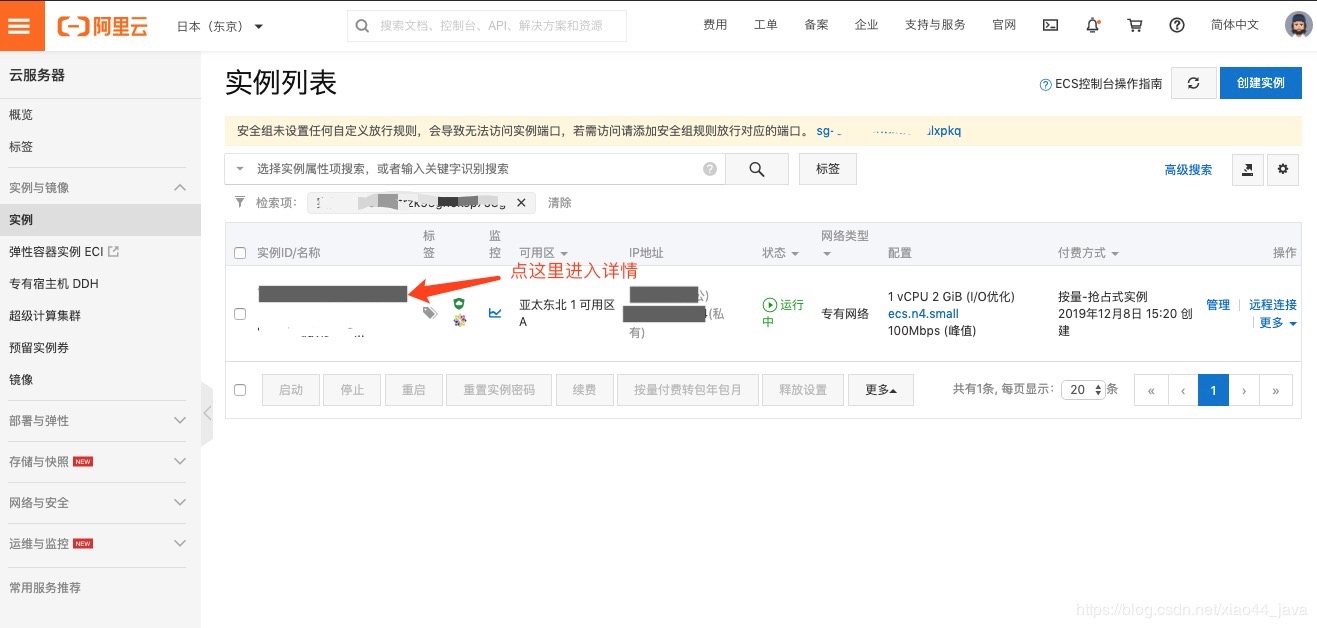 阿里云
日本（东京）
搜索文档、控制台、API、解决方案和资源
费用
工单
备案
企业
支持与服务
官网
简体中文
云服务器
概览
标签
实例与镜像
实例
弹性容器实例 ECI
专有宿主机 DDH
超级计算集群
预留实例券
镜像
部署与弹性
存储与快照 NEW
网络与安全
运维与监控 NEW
常用服务推荐
实例列表
ECS控制台操作指南
创建实例
安全组未设置任何自定义放行规则，会导致无法访问实例端口，若需访问请添加安全组规则放行对应的端口。 sg- lxpkq
选择实例属性项搜索，或者输入关键字识别搜索
标签
高级搜索
检索项:
清除
实例ID/名称
标签
监控
可用区
IP地址
状态
网络类型
配置
付费方式
操作
点这里进入详情
亚太东北 1 可用区
A
公)
(私
有)
运行
中
专有网络
1 vCPU 2 GiB (I/O优化)
ecs.n4.small
100Mbps (峰值)
按量-抢占式实例
2019年12月8日 15:20 创
建
管理
远程连接
更多
启动
停止
重启
重置实例密码
续费
按量付费转包年包月
释放设置
更多
共有1条, 每页显示: 20 条
« ‹ 1 › »
https://blog.csdn.net/xiao44_java